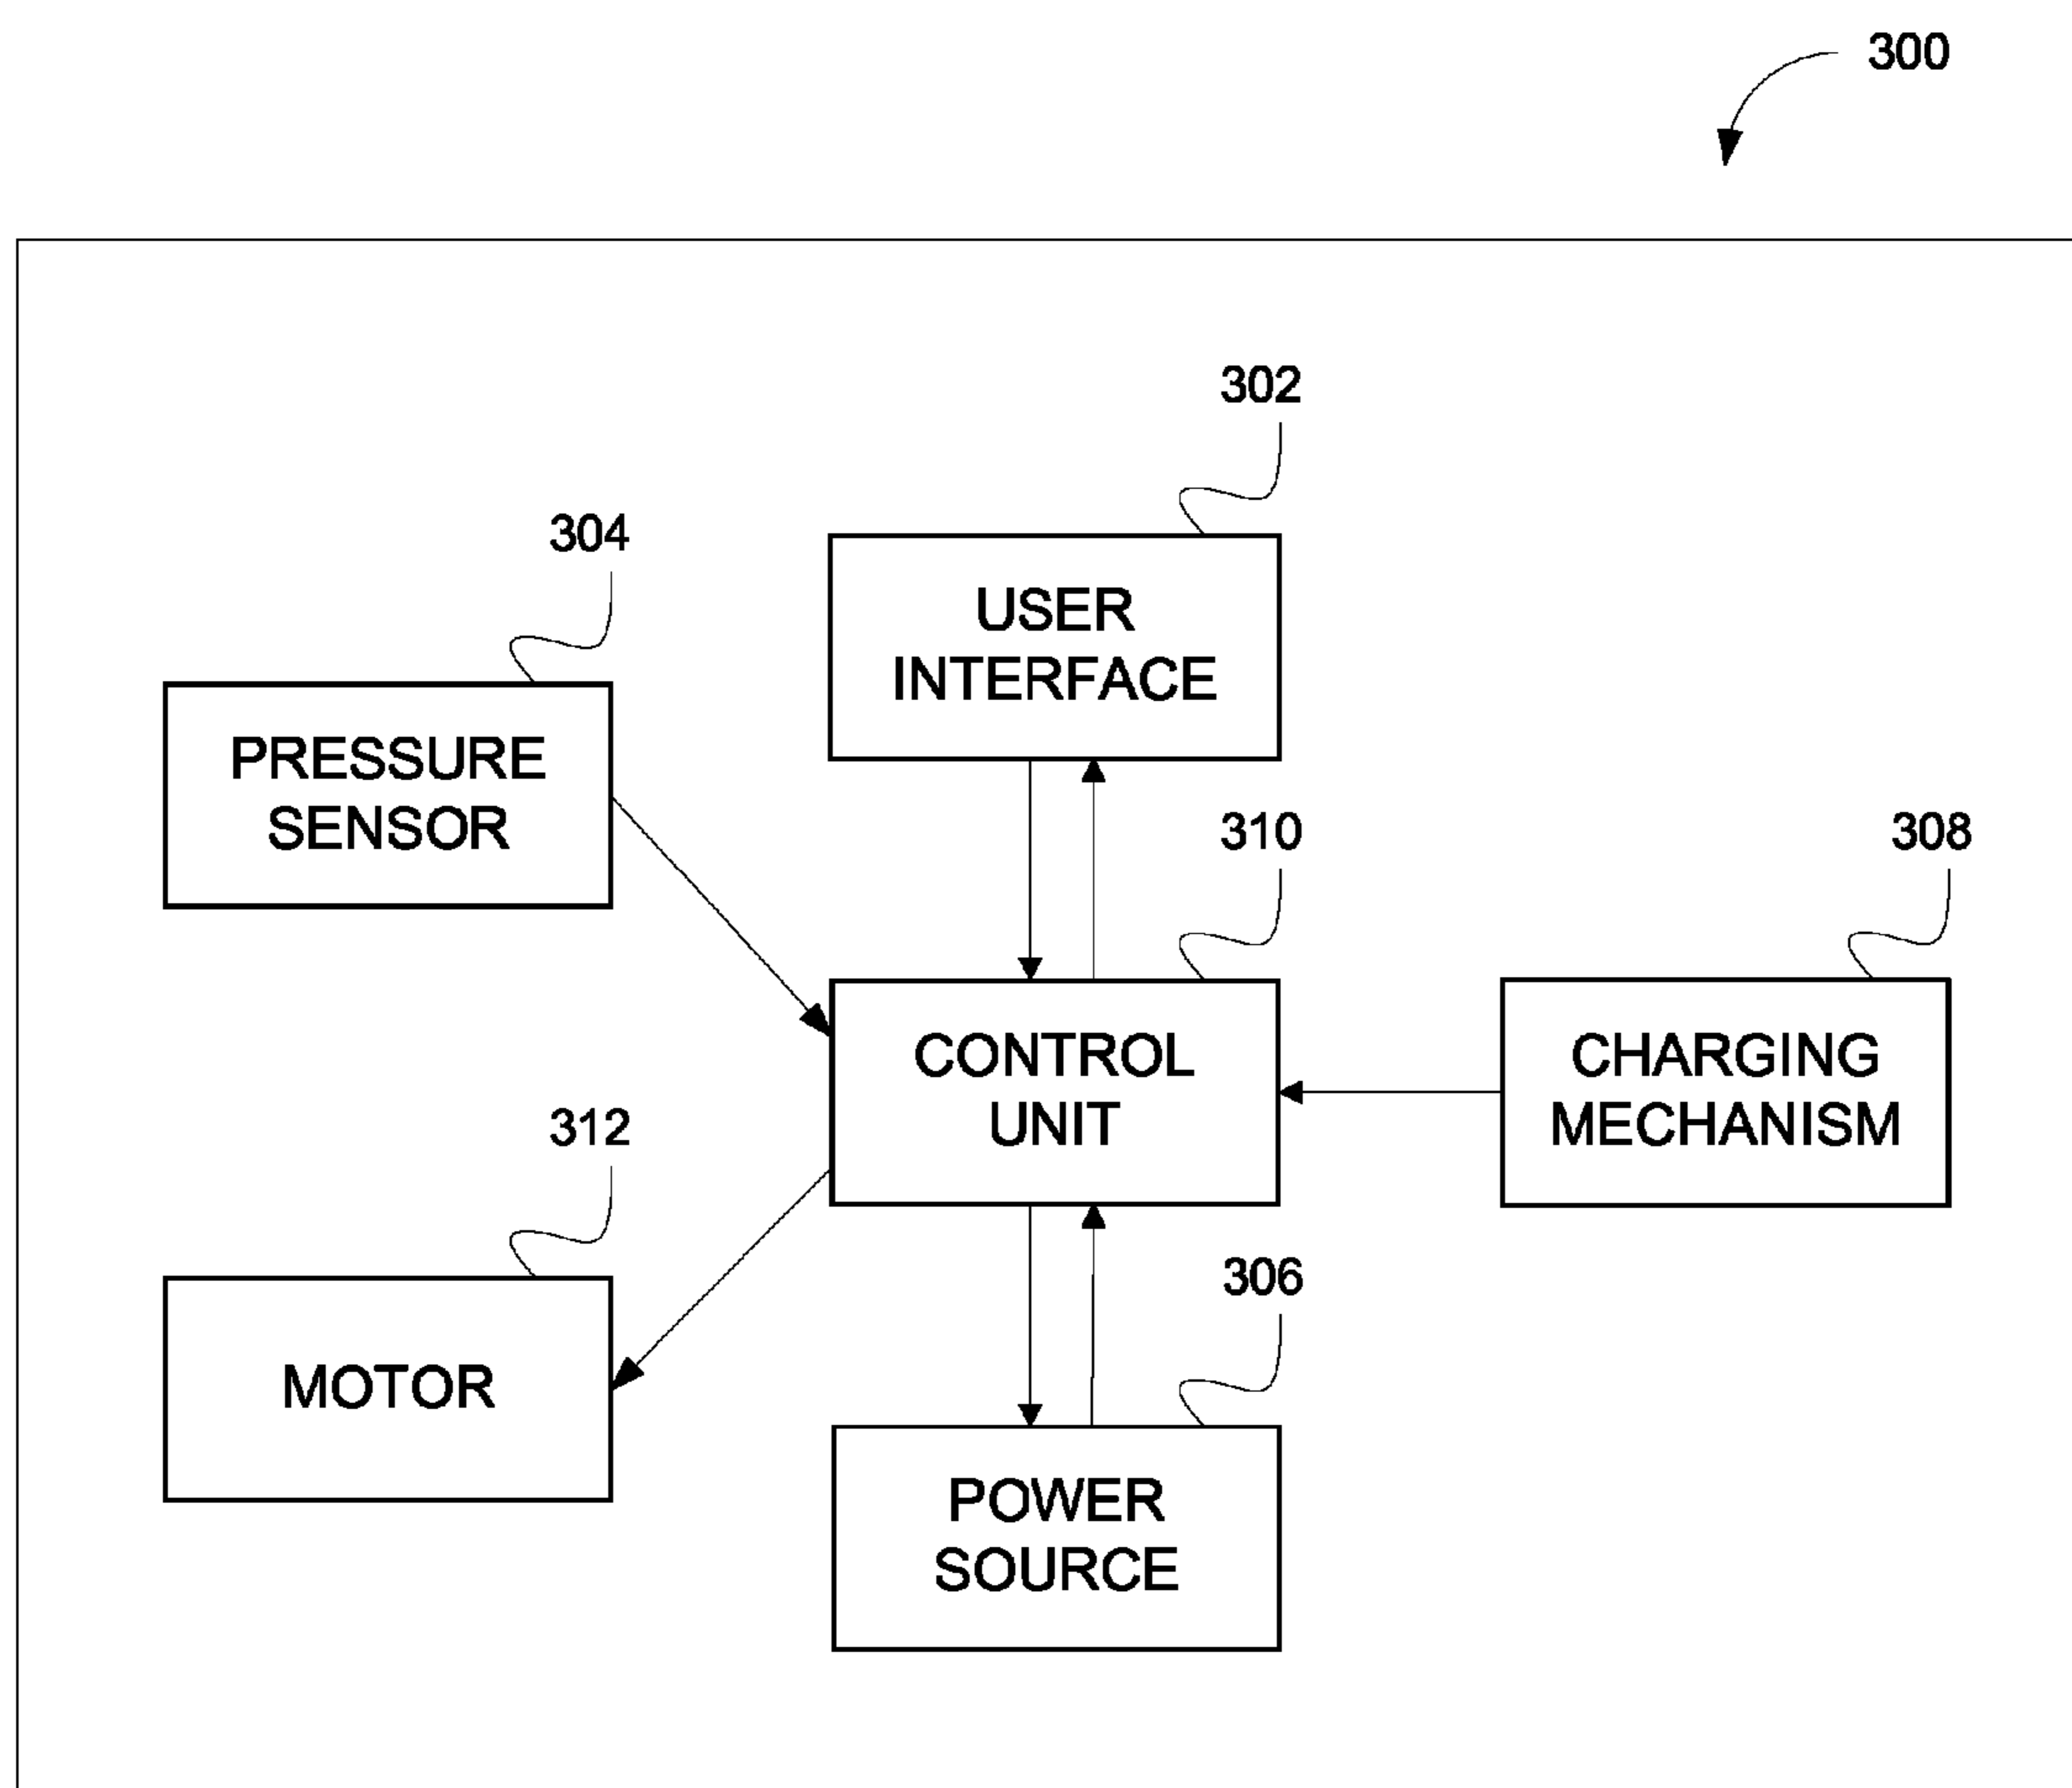 300
302
USER
INTERFACE
304
PRESSURE
SENSOR
310
CONTROL
UNIT
308
CHARGING
MECHANISM
312
MOTOR
306
POWER
SOURCE